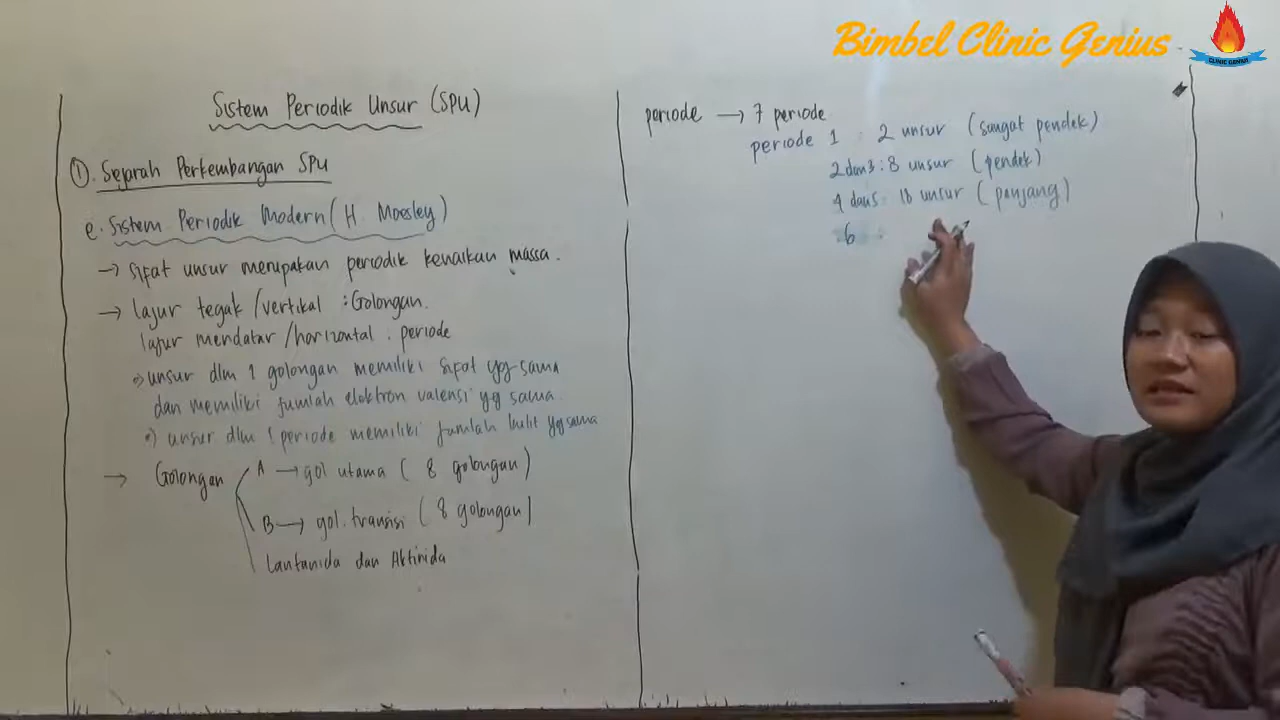 Bimbel Clinic Genius
CLINIC GENIUS
Sistem Periodik Unsur (SPU)
①. Sejarah Perkembangan SPU
e. Sistem Periodik Modern (H. Moesley)
→ Sifat unsur merupakan periodik kenaikan massa.
→ lajur tegak /vertikal : Golongan.
lajur mendatar /horizontal : periode
•) unsur dlm 1 golongan memiliki sifat yg sama
dan memiliki jumlah elektron valensi yg sama.
•) unsur dlm 1 periode memiliki jumlah kulit yg sama
→ Golongan A → gol utama ( 8 golongan)
B → gol. transisi ( 8 golongan)
Lantanida dan Aktinida
periode → 7 periode
periode 1 : 2 unsur (sangat pendek)
2 dan 3 : 8 unsur (pendek)
4 dan 5 : 18 unsur (panjang)
6 :